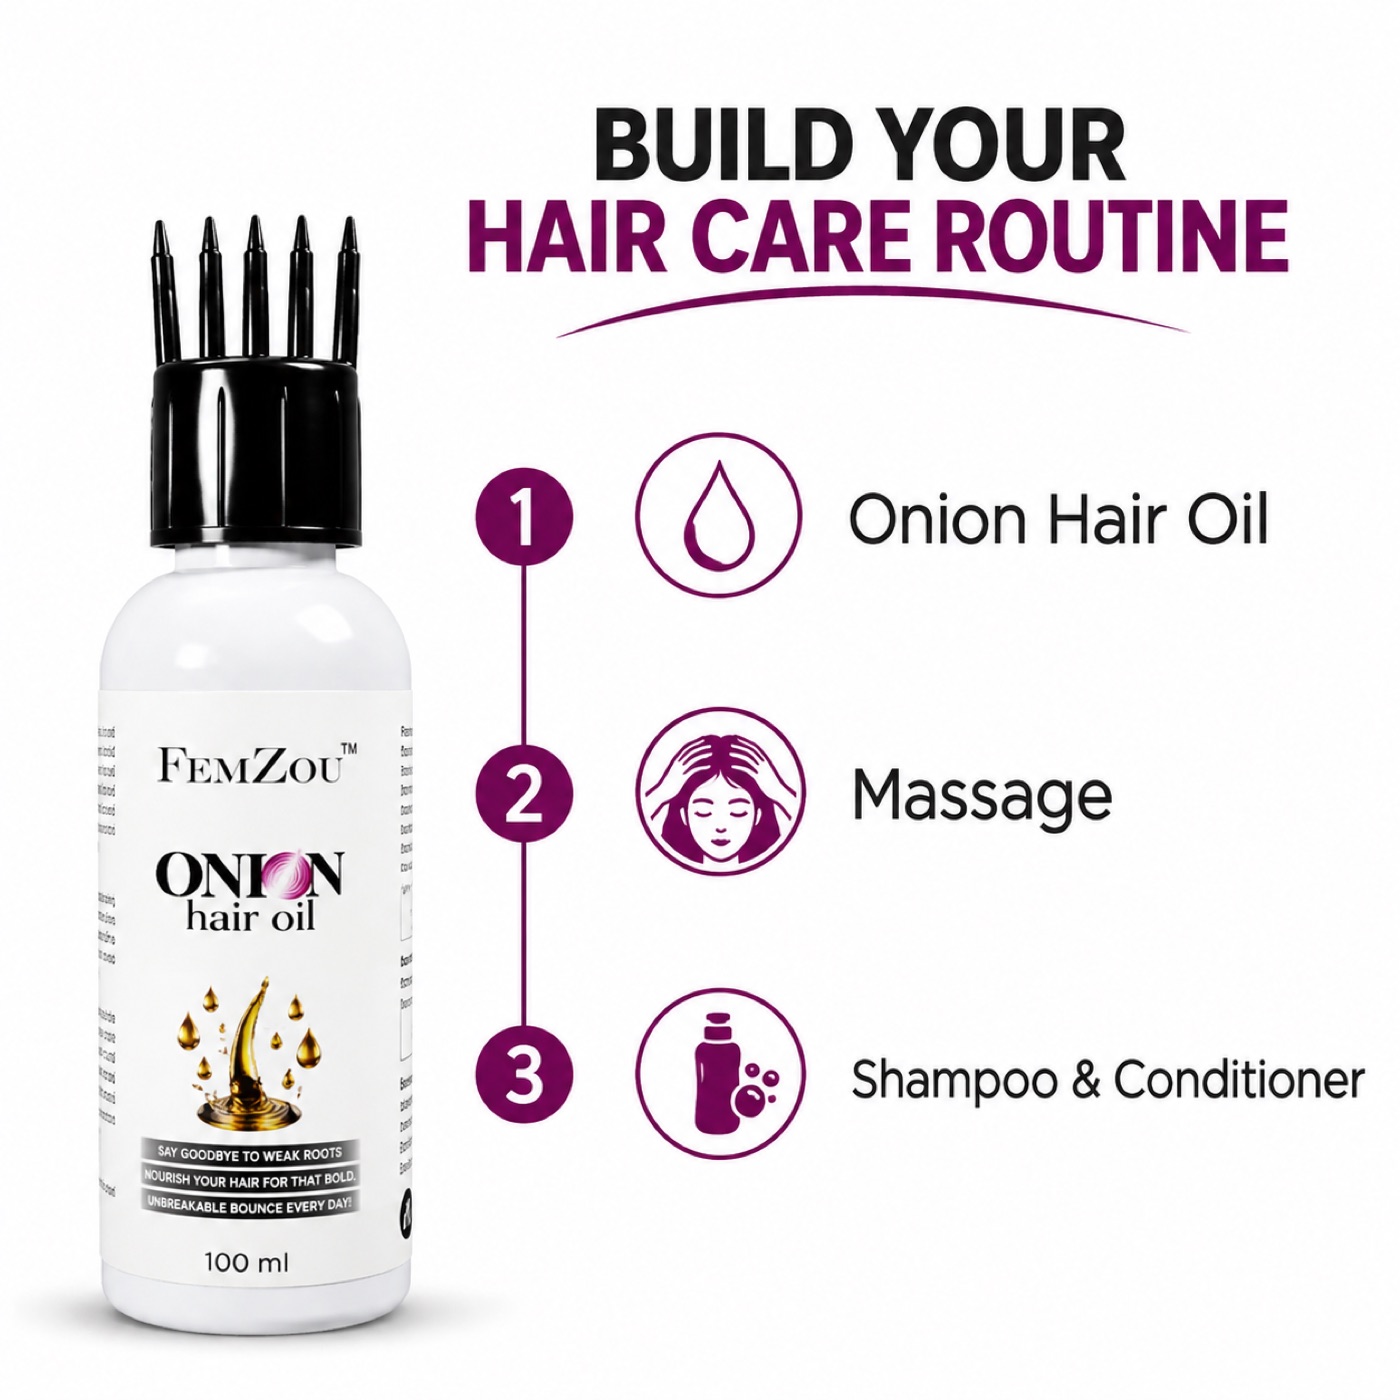 BUILD YOUR
HAIR CARE ROUTINE
1
Onion Hair Oil
2
Massage
3
Shampoo & Conditioner
FEMZOU™
ONION
hair oil
SAY GOODBYE TO WEAK ROOTS
NOURISH YOUR HAIR FOR THAT BOLD.
UNBREAKABLE BOUNCE EVERY DAY!
100 ml